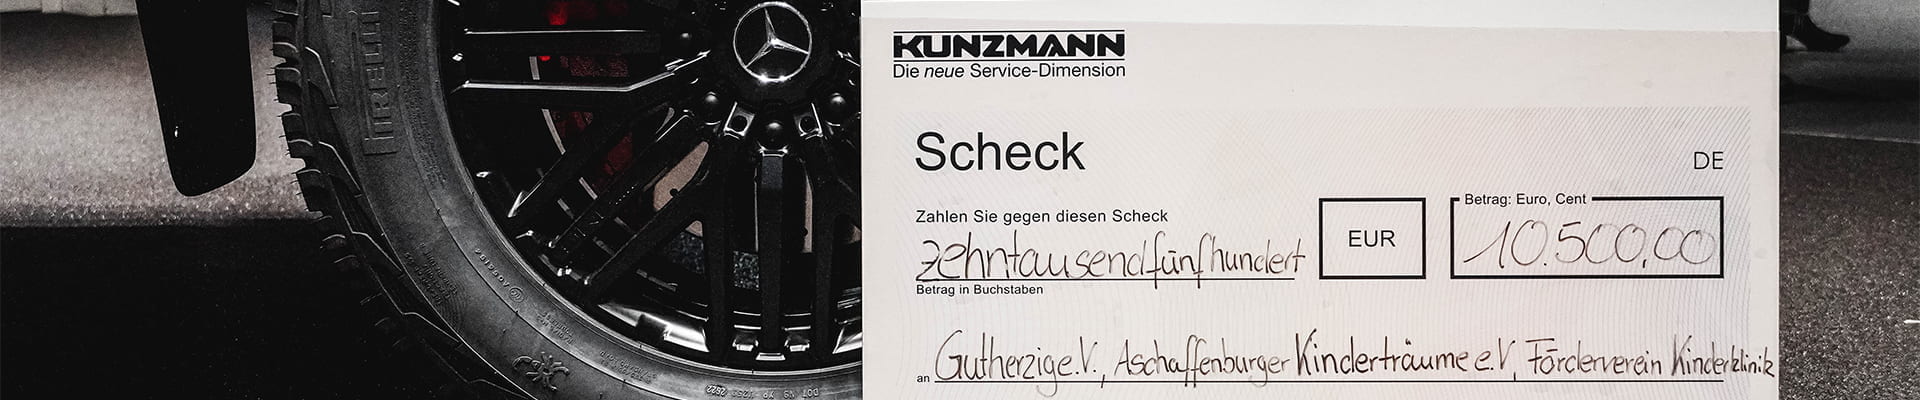 PIRELLI
KUNZMANN
Die neue Service-Dimension
Scheck
DE
Zahlen Sie gegen diesen Scheck
Betrag: Euro, Cent
zehntausendfünfhundert
EUR
10.500,00
Betrag in Buchstaben
an Gutherzig e.V., Aschaffenburger Kinderträume e.V, Förderverein Kinderklinik